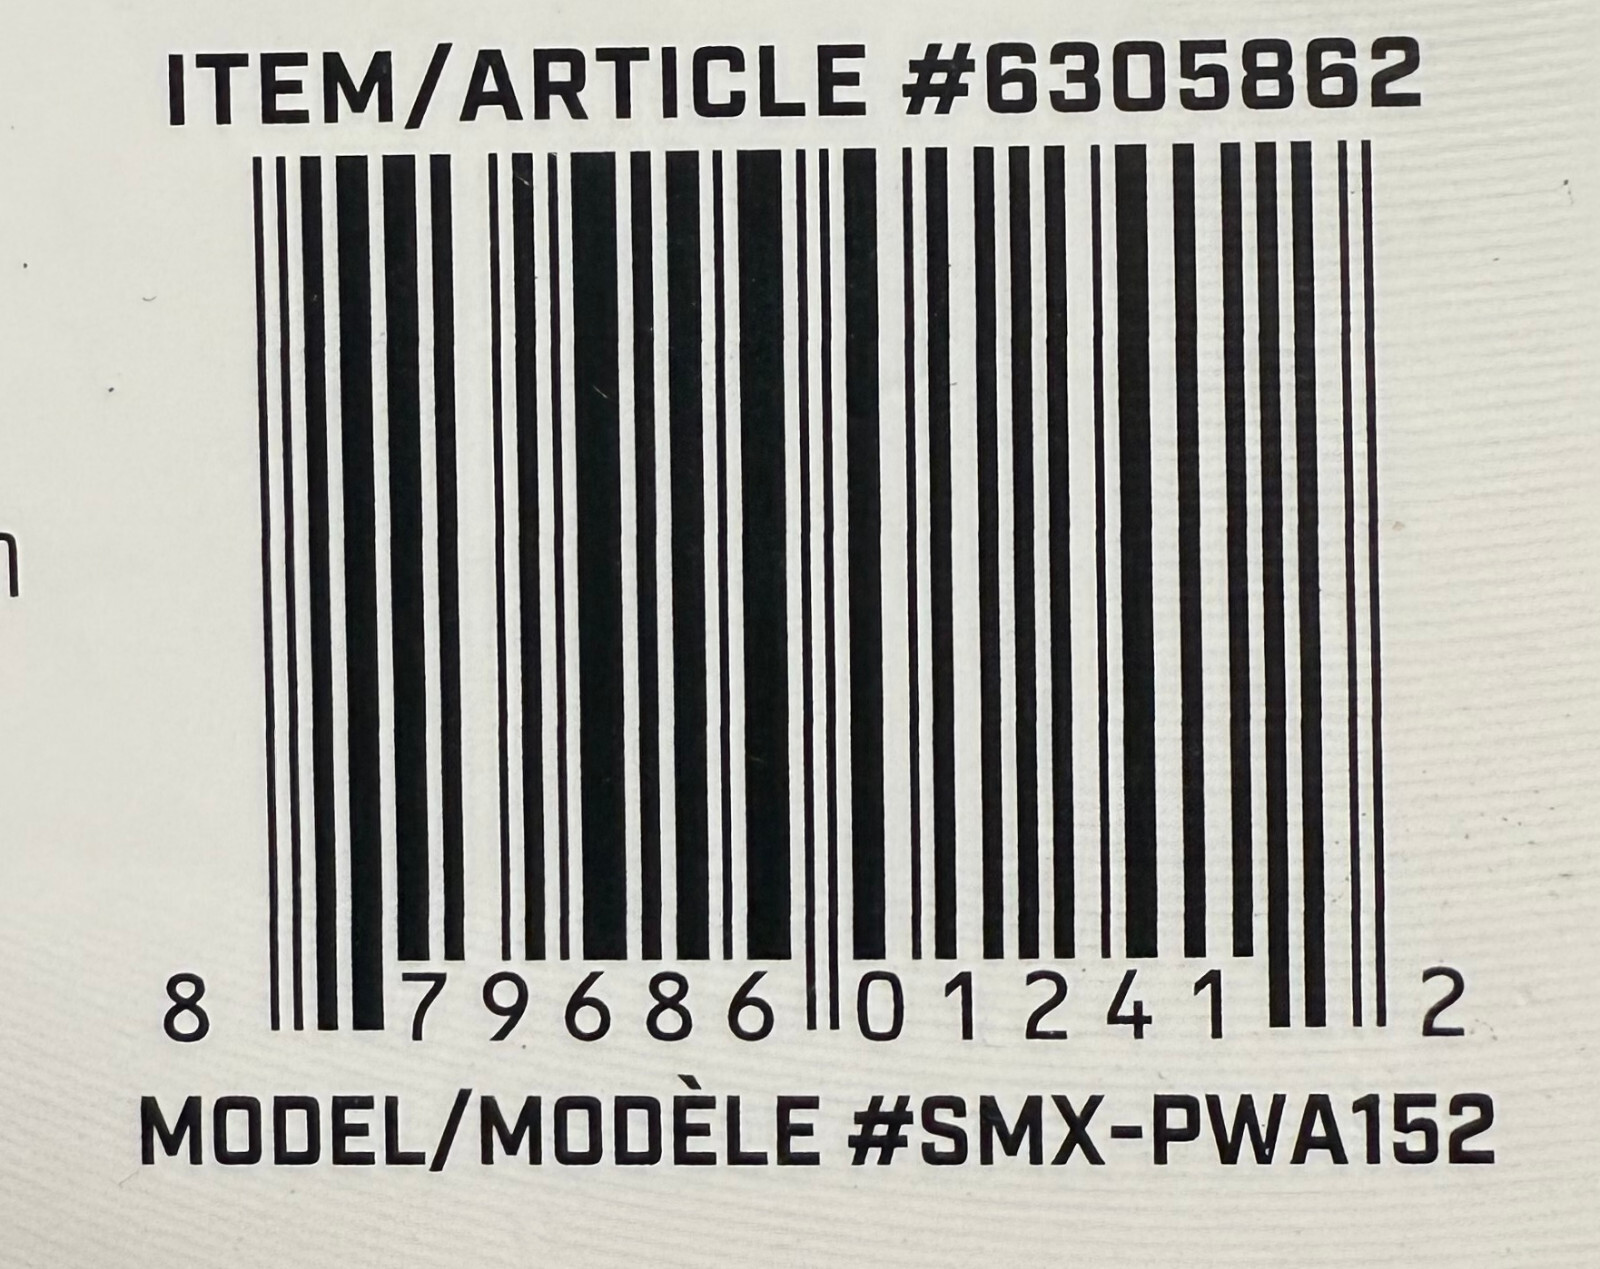 ITEM/ARTICLE #6305862
n
8 79686 01241 2
MODEL/MODÈLE #SMX-PWA152